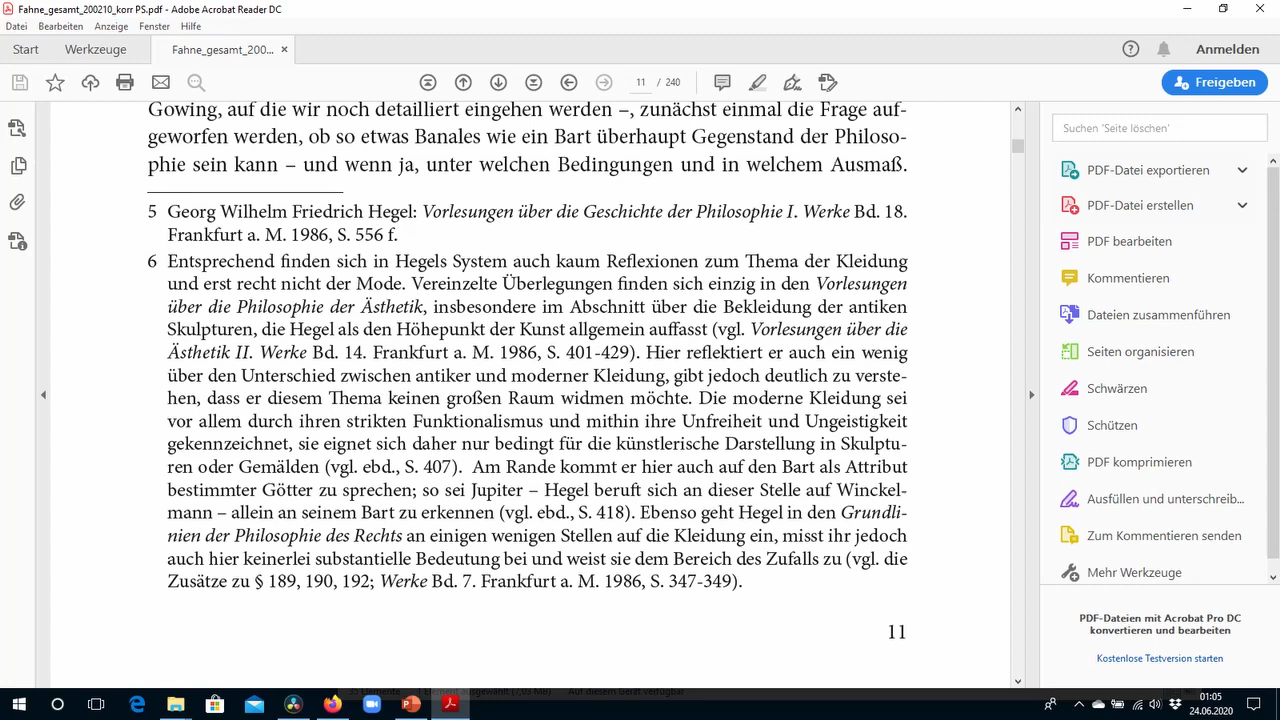 Fahne_gesamt_200210_korr PS.pdf - Adobe Acrobat Reader DC
Datei Bearbeiten Anzeige Fenster Hilfe
Start Werkzeuge Fahne_gesamt_200... × Anmelden
11 / 240 Freigeben
Gowing, auf die wir noch detailliert eingehen werden –, zunächst einmal die Frage auf-
geworfen werden, ob so etwas Banales wie ein Bart überhaupt Gegenstand der Philoso-
phie sein kann – und wenn ja, unter welchen Bedingungen und in welchem Ausmaß.
5 Georg Wilhelm Friedrich Hegel: Vorlesungen über die Geschichte der Philosophie I. Werke Bd. 18.
Frankfurt a. M. 1986, S. 556 f.
6 Entsprechend finden sich in Hegels System auch kaum Reflexionen zum Thema der Kleidung
und erst recht nicht der Mode. Vereinzelte Überlegungen finden sich einzig in den Vorlesungen
über die Philosophie der Ästhetik, insbesondere im Abschnitt über die Bekleidung der antiken
Skulpturen, die Hegel als den Höhepunkt der Kunst allgemein auffasst (vgl. Vorlesungen über die
Ästhetik II. Werke Bd. 14. Frankfurt a. M. 1986, S. 401-429). Hier reflektiert er auch ein wenig
über den Unterschied zwischen antiker und moderner Kleidung, gibt jedoch deutlich zu verste-
hen, dass er diesem Thema keinen großen Raum widmen möchte. Die moderne Kleidung sei
vor allem durch ihren strikten Funktionalismus und mithin ihre Unfreiheit und Ungeistigkeit
gekennzeichnet, sie eignet sich daher nur bedingt für die künstlerische Darstellung in Skulptu-
ren oder Gemälden (vgl. ebd., S. 407). Am Rande kommt er hier auch auf den Bart als Attribut
bestimmter Götter zu sprechen; so sei Jupiter – Hegel beruft sich an dieser Stelle auf Winckel-
mann – allein an seinem Bart zu erkennen (vgl. ebd., S. 418). Ebenso geht Hegel in den Grundli-
nien der Philosophie des Rechts an einigen wenigen Stellen auf die Kleidung ein, misst ihr jedoch
auch hier keinerlei substantielle Bedeutung bei und weist sie dem Bereich des Zufalls zu (vgl. die
Zusätze zu § 189, 190, 192; Werke Bd. 7. Frankfurt a. M. 1986, S. 347-349).
11
Suchen 'Seite löschen'
PDF-Datei exportieren
PDF-Datei erstellen
PDF bearbeiten
Kommentieren
Dateien zusammenführen
Seiten organisieren
Schwärzen
Schützen
PDF komprimieren
Ausfüllen und unterschreib...
Zum Kommentieren senden
Mehr Werkzeuge
PDF-Dateien mit Acrobat Pro DC
konvertieren und bearbeiten
Kostenlose Testversion starten
Elemente 1 Element ausgewählt (7,03 MB) Auf diesem Gerät verfügbar
01:05
24.06.2020